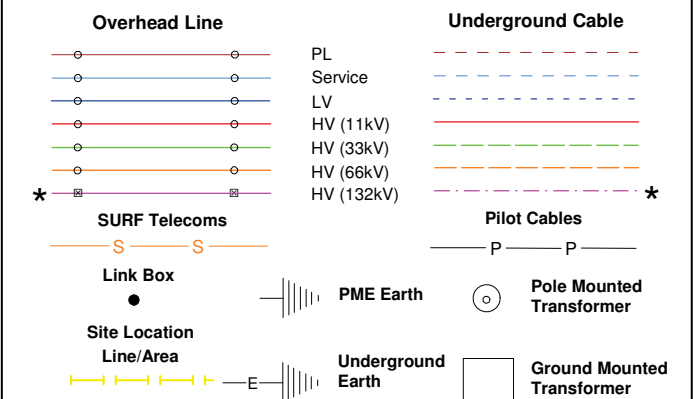 Overhead Line
Underground Cable
PL
Service
LV
HV (11kV)
HV (33kV)
HV (66kV)
* HV (132kV) *
SURF Telecoms
Pilot Cables
S S
P P
Link Box
PME Earth
Pole Mounted
Transformer
Site Location
Line/Area
E
Underground
Earth
Ground Mounted
Transformer